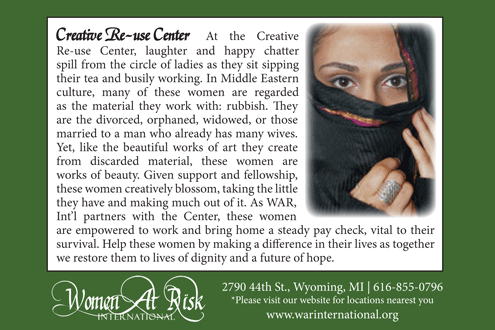 Creative Re-use Center At the Creative
Re-use Center, laughter and happy chatter
spill from the circle of ladies as they sit sipping
their tea and busily working. In Middle Eastern
culture, many of these women are regarded
as the material they work with: rubbish. They
are the divorced, orphaned, widowed, or those
married to a man who already has many wives.
Yet, like the beautiful works of art they create
from discarded material, these women are
works of beauty. Given support and fellowship,
these women creatively blossom, taking the little
they have and making much out of it. As WAR,
Int'l partners with the Center, these women
are empowered to work and bring home a steady pay check, vital to their
survival. Help these women by making a difference in their lives as together
we restore them to lives of dignity and a future of hope.
Women At Risk
INTERNATIONAL
2790 44th St., Wyoming, MI | 616-855-0796
*Please visit our website for locations nearest you
www.warinternational.org